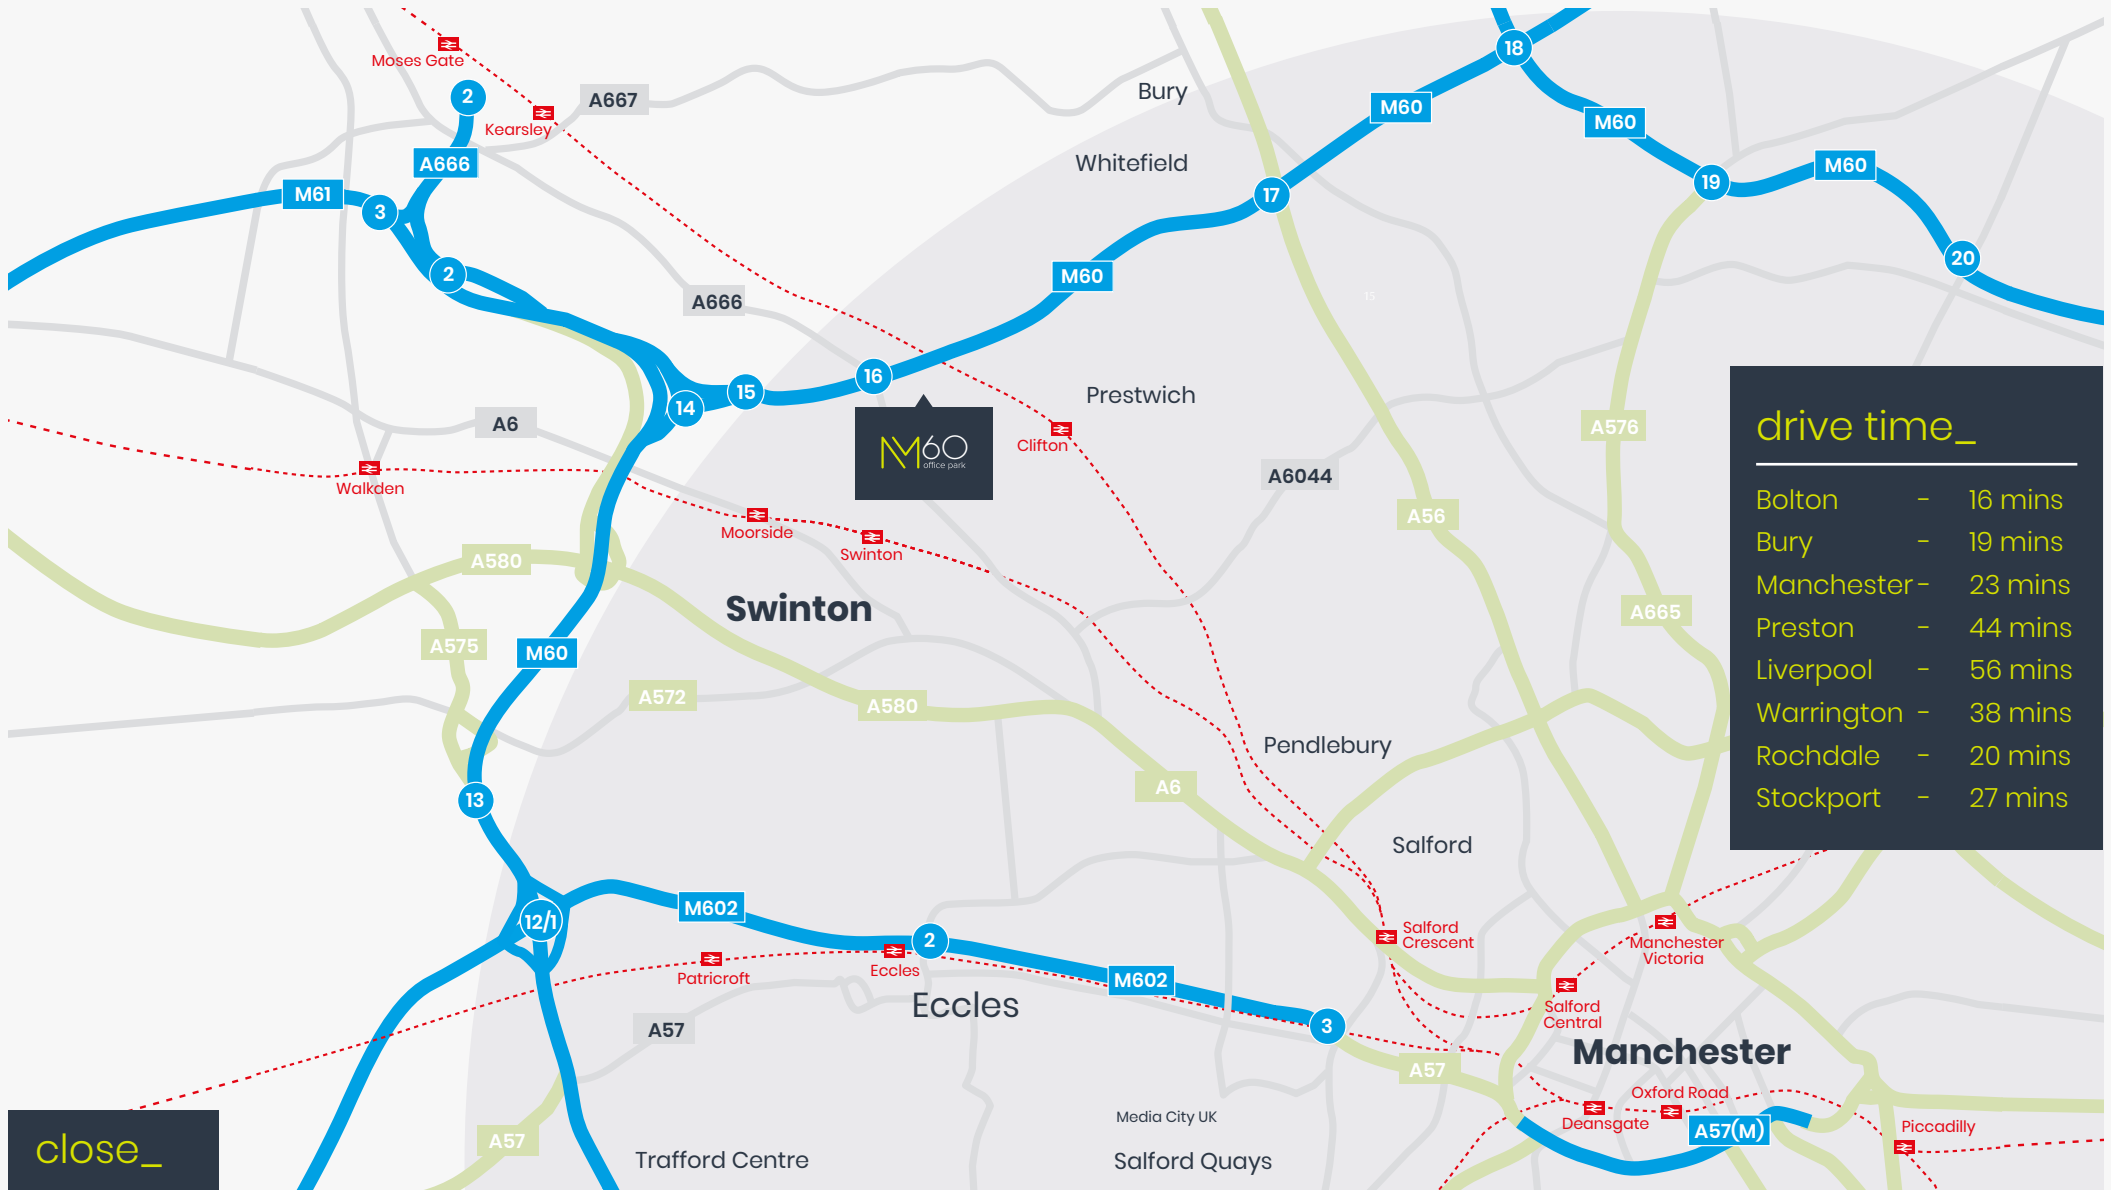 18
Moses Gate
2
A667
Bury
M60
M60
Kearsley
A666
Whitefield
M60
M61
3
17
19
2
20
M60
A666
15
16
15
14
Prestwich
A6
Clifton
NM60
office park
A576
drive time_
Bolton - 16 mins
Bury - 19 mins
Manchester - 23 mins
Preston - 44 mins
Liverpool - 56 mins
Warrington - 38 mins
Rochdale - 20 mins
Stockport - 27 mins
Walkden
A6044
A56
Moorside
Swinton
A580
Swinton
A665
A575
M60
A572
A580
Pendlebury
A6
13
Salford
M602
12/1
2
Salford
Crescent
Manchester
Victoria
Patricroft
Eccles
M602
Eccles
Salford
Central
A57
3
Manchester
A57
Oxford Road
Media City UK
Deansgate
A57(M)
Piccadilly
A57
close_
Trafford Centre
Salford Quays